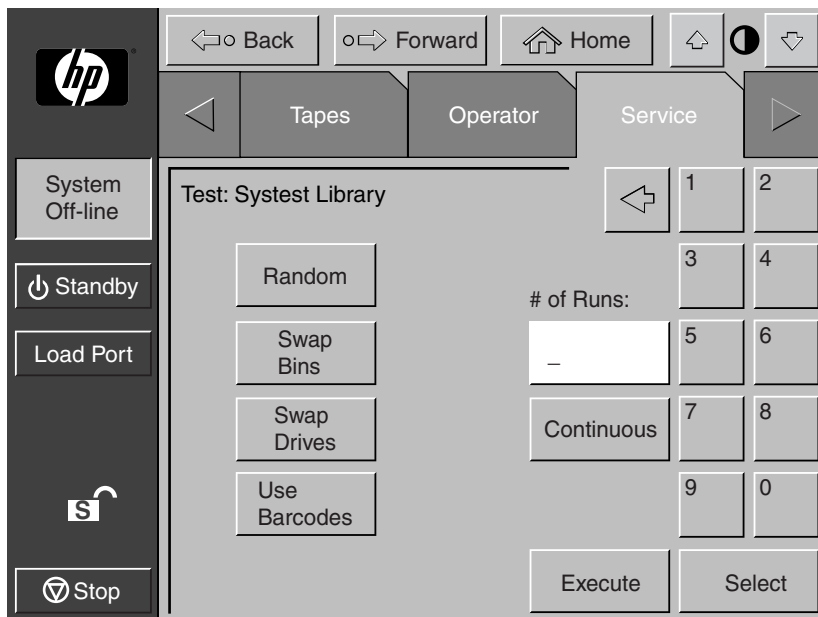 Back
Forward
Home
hp
Tapes
Operator
Service
System
Off-line
Test: Systest Library
1
2
Standby
Random
# of Runs:
3
4
Load Port
Swap
Bins
_
5
6
Swap
Drives
Continuous
7
8
S
Use
Barcodes
9
0
Stop
Execute
Select